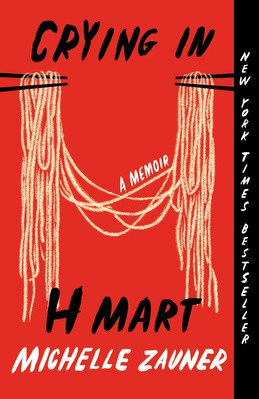 CRYING IN
A MEMOIR
H MART
MICHELLE ZAUNER
NEW YORK TIMES BESTSELLER